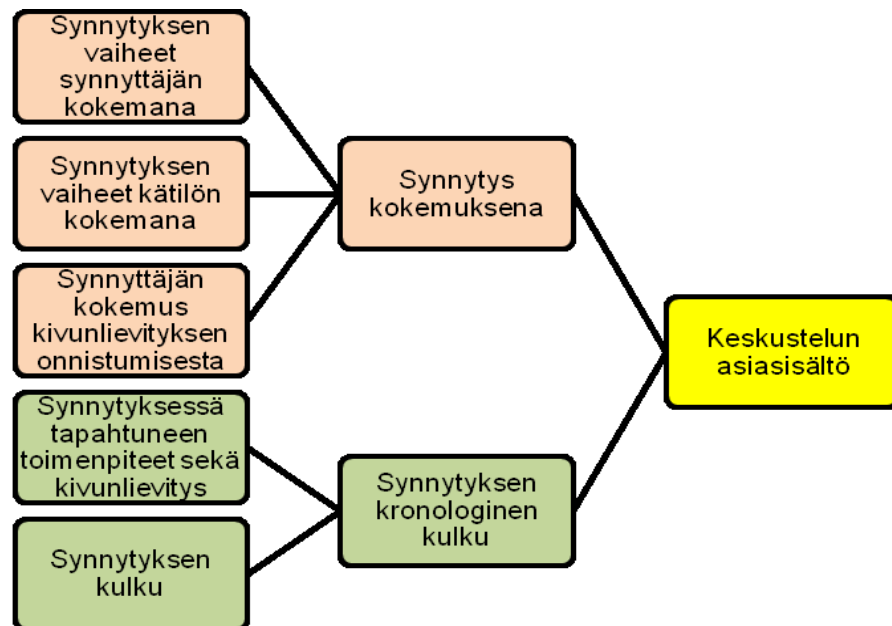 Synnytyksen
vaiheet
synnyttäjän
kokemana
Synnytyksen
vaiheet kätilön
kokemana
Synnyttäjän
kokemus
kivunlievityksen
onnistumisesta
Synnytyksessä
tapahtuneen
toimenpiteet sekä
kivunlievitys
Synnytyksen
kulku
Synnytys
kokemuksena
Synnytyksen
kronologinen
kulku
Keskustelun
asiasisältö